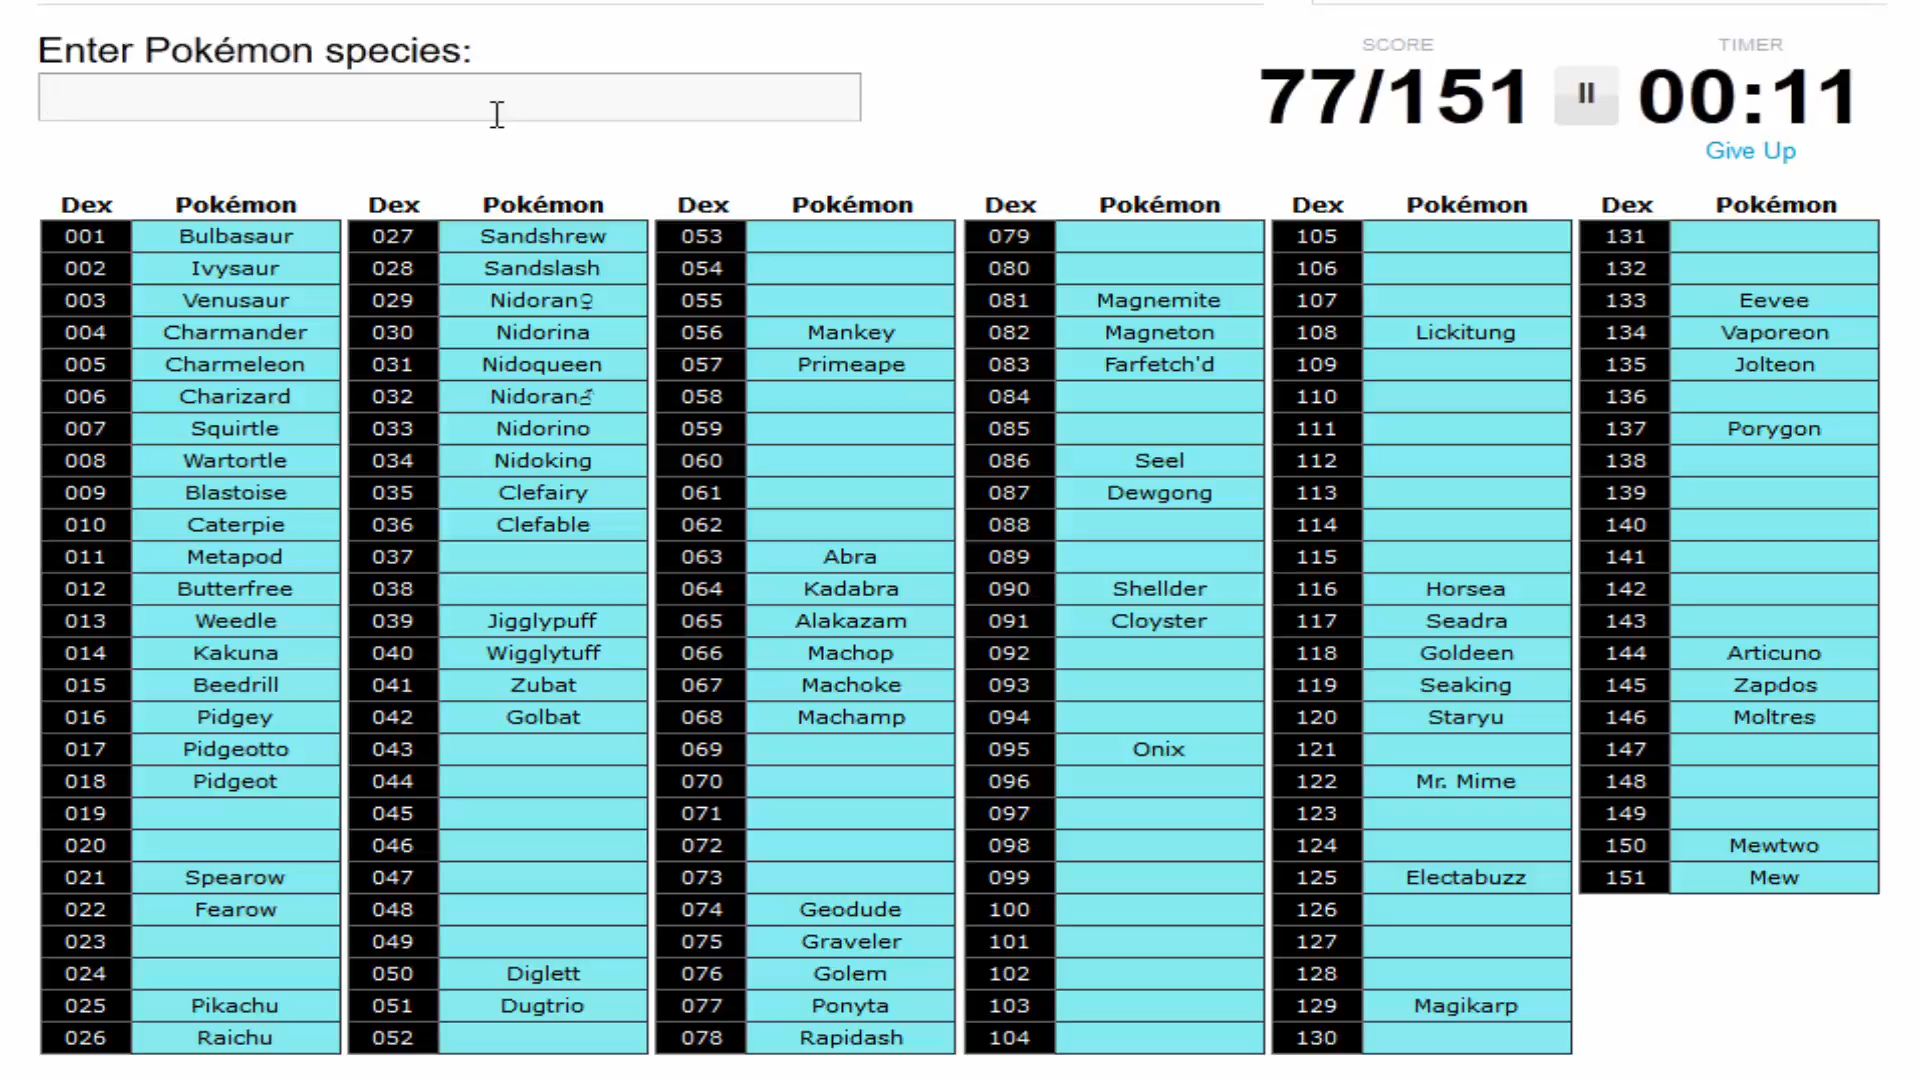 Enter Pokémon species:
SCORE TIMER
77/151 00:11
Give Up
Dex Pokémon Dex Pokémon Dex Pokémon Dex Pokémon Dex Pokémon Dex Pokémon
001 Bulbasaur 027 Sandshrew 053 079 105 131
002 Ivysaur 028 Sandslash 054 080 106 132
003 Venusaur 029 Nidoran♀ 055 081 Magnemite 107 133 Eevee
004 Charmander 030 Nidorina 056 Mankey 082 Magneton 108 Lickitung 134 Vaporeon
005 Charmeleon 031 Nidoqueen 057 Primeape 083 Farfetch'd 109 135 Jolteon
006 Charizard 032 Nidoran♂ 058 084 110 136
007 Squirtle 033 Nidorino 059 085 111 137 Porygon
008 Wartortle 034 Nidoking 060 086 Seel 112 138
009 Blastoise 035 Clefairy 061 087 Dewgong 113 139
010 Caterpie 036 Clefable 062 088 114 140
011 Metapod 037 063 Abra 089 115 141
012 Butterfree 038 064 Kadabra 090 Shellder 116 Horsea 142
013 Weedle 039 Jigglypuff 065 Alakazam 091 Cloyster 117 Seadra 143
014 Kakuna 040 Wigglytuff 066 Machop 092 118 Goldeen 144 Articuno
015 Beedrill 041 Zubat 067 Machoke 093 119 Seaking 145 Zapdos
016 Pidgey 042 Golbat 068 Machamp 094 120 Staryu 146 Moltres
017 Pidgeotto 043 069 095 Onix 121 147
018 Pidgeot 044 070 096 122 Mr. Mime 148
019 045 071 097 123 149
020 046 072 098 124 150 Mewtwo
021 Spearow 047 073 099 125 Electabuzz 151 Mew
022 Fearow 048 074 Geodude 100 126
023 049 075 Graveler 101 127
024 050 Diglett 076 Golem 102 128
025 Pikachu 051 Dugtrio 077 Ponyta 103 129 Magikarp
026 Raichu 052 078 Rapidash 104 130